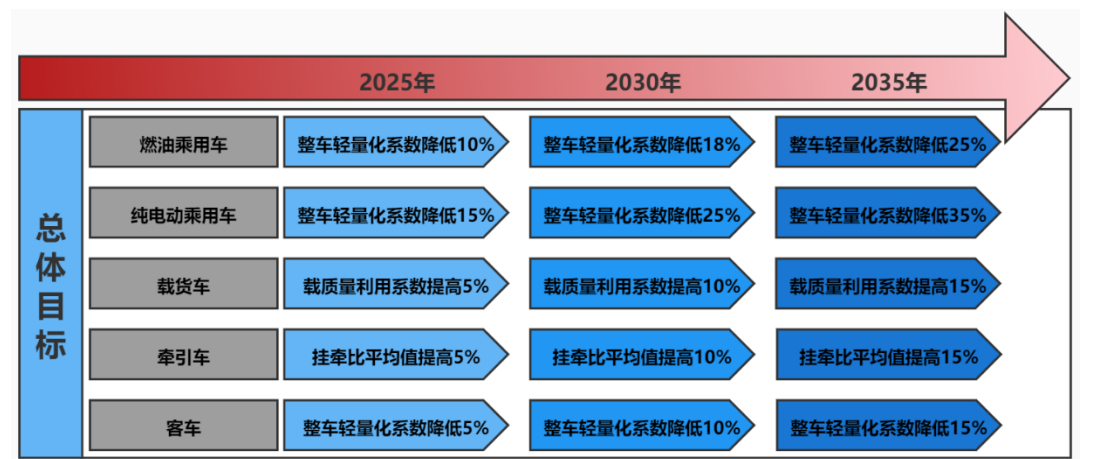 2025年 2030年 2035年
总体目标
燃油乘用车 整车轻量化系数降低10% 整车轻量化系数降低18% 整车轻量化系数降低25%
纯电动乘用车 整车轻量化系数降低15% 整车轻量化系数降低25% 整车轻量化系数降低35%
载货车 载质量利用系数提高5% 载质量利用系数提高10% 载质量利用系数提高15%
牵引车 挂牵比平均值提高5% 挂牵比平均值提高10% 挂牵比平均值提高15%
客车 整车轻量化系数降低5% 整车轻量化系数降低10% 整车轻量化系数降低15%